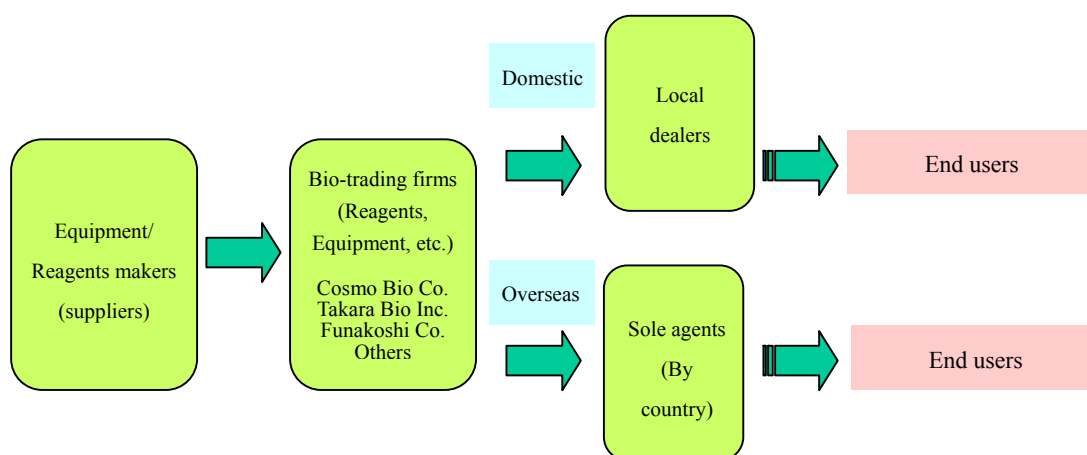 Equipment/
Reagents makers
(suppliers)
Bio-trading firms
(Reagents,
Equipment, etc.)
Cosmo Bio Co.
Takara Bio Inc.
Funakoshi Co.
Others
Domestic
Local
dealers
End users
Overseas
Sole agents
(By
country)
End users